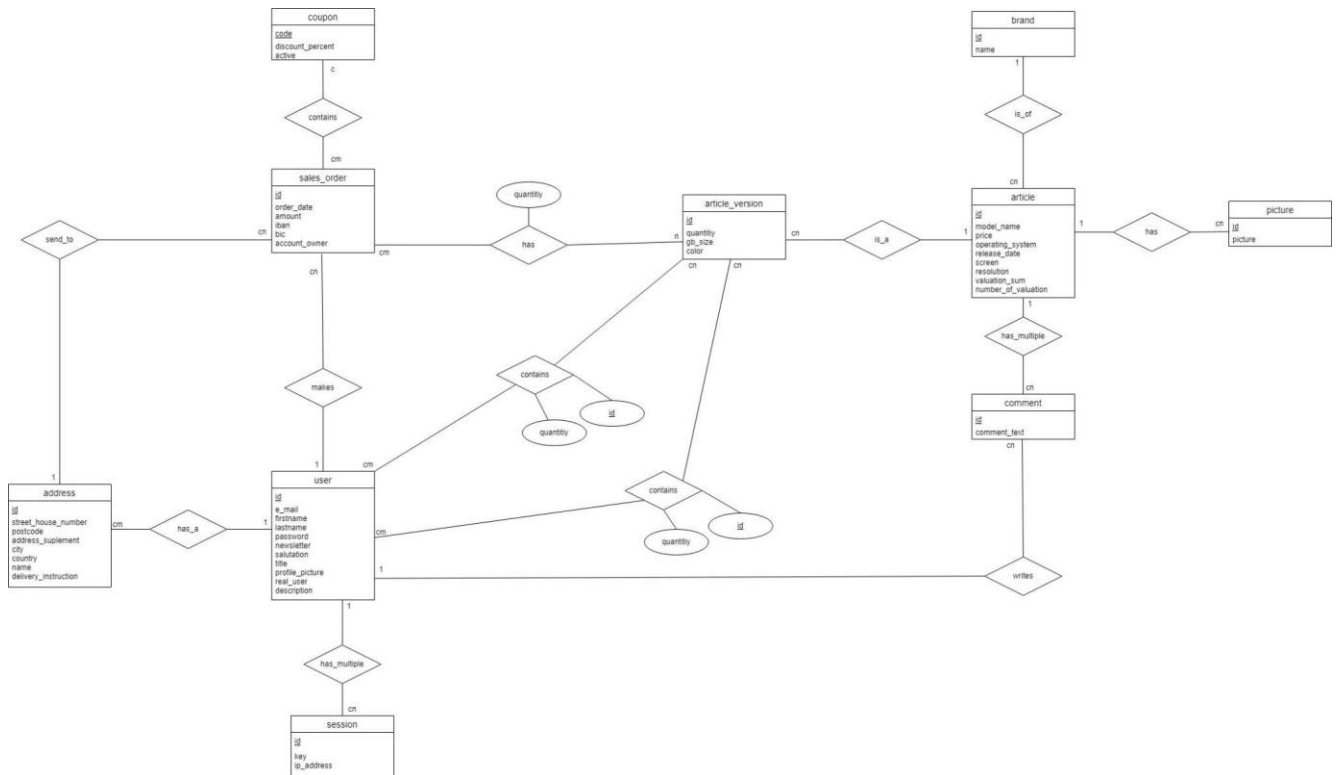 coupon
code
discount_percent
active
c
contains
cm
brand
id
name
1
is_of
cn
sales_order
id
order_date
amount
iban
bic
account_owner
cn
cm
cn
send_to
1
quantitiy
has
n
article_version
id
quantitiy
gb_size
color
cn
cn
cn
is_a
1
article
id
model_name
price
operating_system
release_date
screen
resolution
valuation_sum
number_of_valuation
1
1
has
cn
picture
id
picture
has_multiple
cn
comment
id
comment_text
cn
makes
1
contains
id
quantitiy
cm
contains
id
quantitiy
cm
address
id
street_house_number
postcode
address_suplement
city
country
name
delivery_instruction
cm
has_a
1
user
id
e_mail
firstname
lastname
password
newsletter
salutation
title
profile_picture
real_user
description
1
writes
1
has_multiple
cn
session
id
key
ip_address